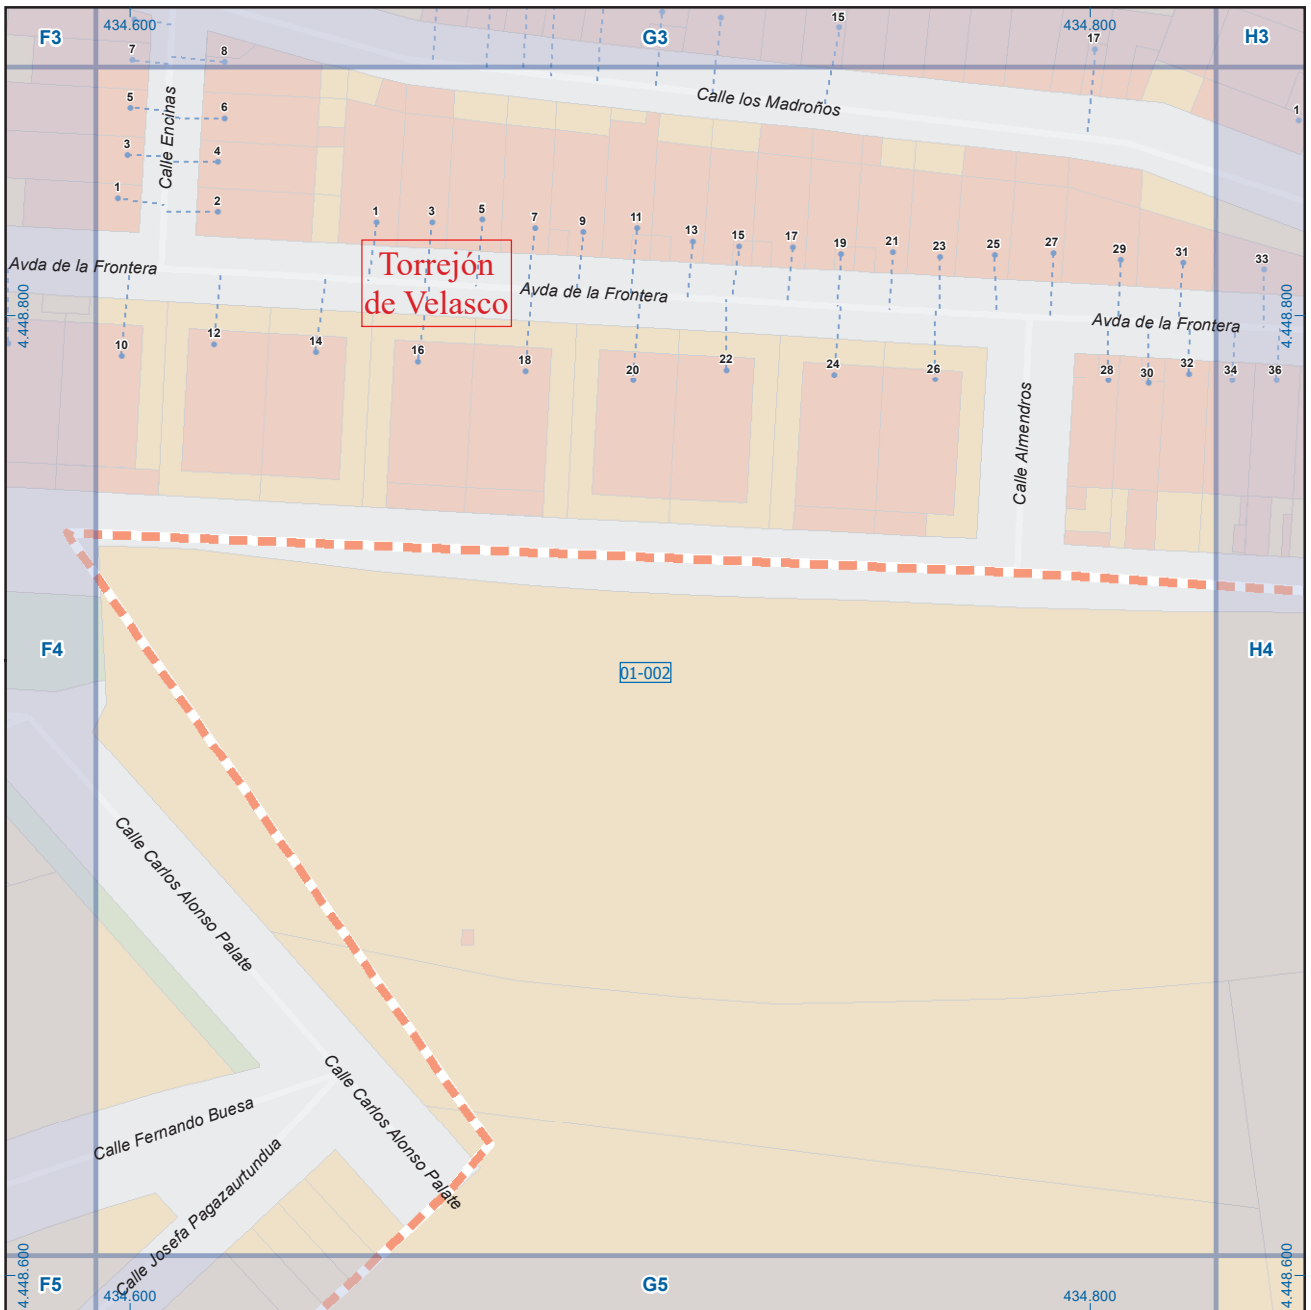 434.600
434.800
F3
G3
H3
15
17
7
8
5
6
3
4
1
2
1
Calle Encinas
Calle los Madroños
1
3
5
7
9
11
13
15
17
19
21
23
25
27
29
31
33
Torrejón
de Velasco
Avda de la Frontera
Avda de la Frontera
Avda de la Frontera
4.448.800
4.448.800
10
12
14
16
18
20
22
24
26
28
30
32
34
36
Calle Almendros
F4
01-002
H4
Calle Carlos Alonso Palate
Calle Carlos Alonso Palate
Calle Fernando Buesa
Calle Josefa Pagazaurtundua
4.448.600
4.448.600
F5
G5
434.600
434.800